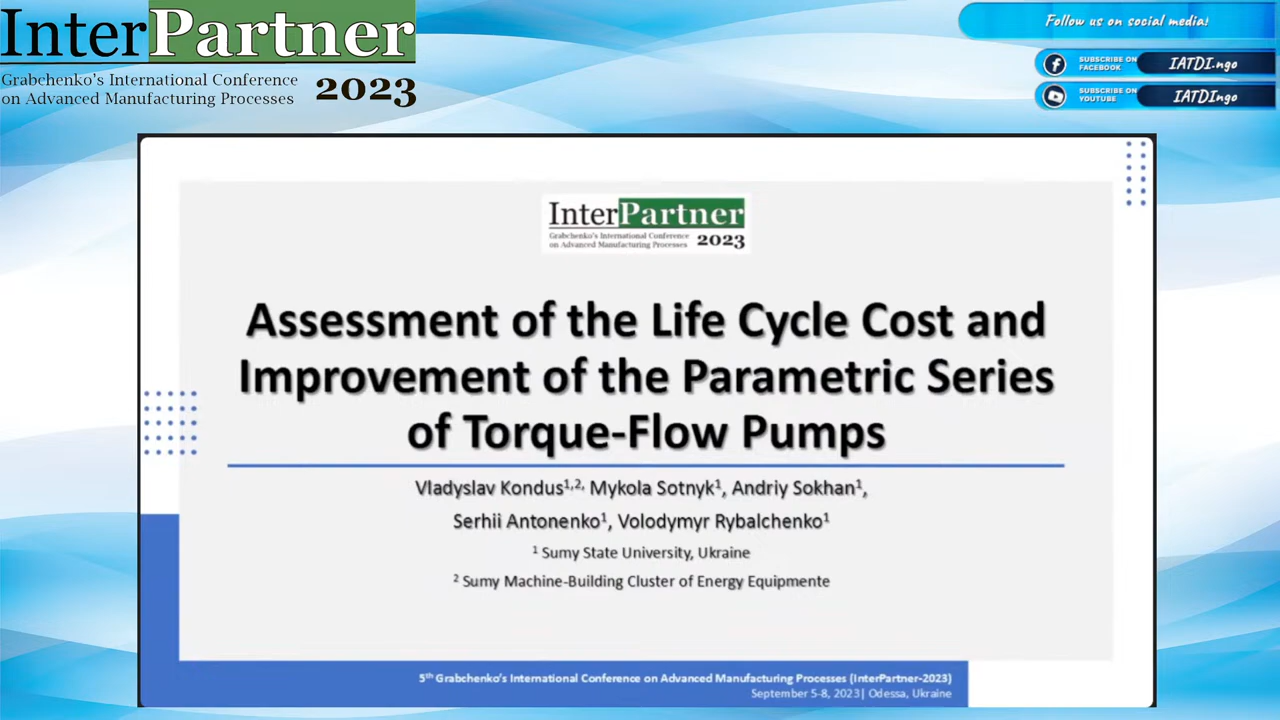 InterPartner
Grabchenko's International Conference
on Advanced Manufacturing Processes 2023
Follow us on social media!
SUBSCRIBE ON
FACEBOOK
IATDI.ngo
SUBSCRIBE ON
YOUTUBE
IATDIngo
InterPartner
Grabchenko's International Conference
on Advanced Manufacturing Processes 2023
Assessment of the Life Cycle Cost and
Improvement of the Parametric Series
of Torque-Flow Pumps
Vladyslav Kondus1,2, Mykola Sotnyk1, Andriy Sokhan1,
Serhii Antonenko1, Volodymyr Rybalchenko1
1 Sumy State University, Ukraine
2 Sumy Machine-Building Cluster of Energy Equipmente
5th Grabchenko's International Conference on Advanced Manufacturing Processes (InterPartner-2023)
September 5-8, 2023| Odessa, Ukraine